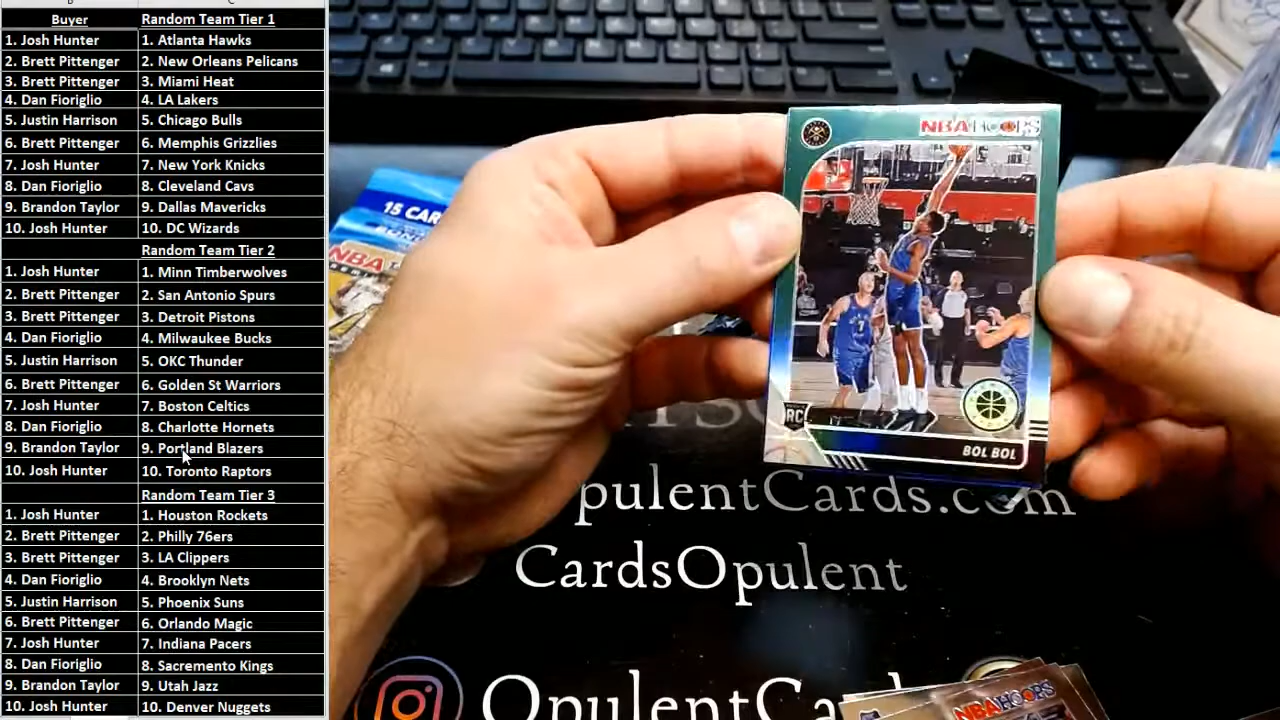 B C
Buyer Random Team Tier 1
1. Josh Hunter 1. Atlanta Hawks
2. Brett Pittenger 2. New Orleans Pelicans
3. Brett Pittenger 3. Miami Heat
4. Dan Fioriglio 4. LA Lakers
5. Justin Harrison 5. Chicago Bulls
6. Brett Pittenger 6. Memphis Grizzlies
7. Josh Hunter 7. New York Knicks
8. Dan Fioriglio 8. Cleveland Cavs
9. Brandon Taylor 9. Dallas Mavericks
10. Josh Hunter 10. DC Wizards
Random Team Tier 2
1. Josh Hunter 1. Minn Timberwolves
2. Brett Pittenger 2. San Antonio Spurs
3. Brett Pittenger 3. Detroit Pistons
4. Dan Fioriglio 4. Milwaukee Bucks
5. Justin Harrison 5. OKC Thunder
6. Brett Pittenger 6. Golden St Warriors
7. Josh Hunter 7. Boston Celtics
8. Dan Fioriglio 8. Charlotte Hornets
9. Brandon Taylor 9. Portland Blazers
10. Josh Hunter 10. Toronto Raptors
Random Team Tier 3
1. Josh Hunter 1. Houston Rockets
2. Brett Pittenger 2. Philly 76ers
3. Brett Pittenger 3. LA Clippers
4. Dan Fioriglio 4. Brooklyn Nets
5. Justin Harrison 5. Phoenix Suns
6. Brett Pittenger 6. Orlando Magic
7. Josh Hunter 7. Indiana Pacers
8. Dan Fioriglio 8. Sacremento Kings
9. Brandon Taylor 9. Utah Jazz
10. Josh Hunter 10. Denver Nuggets
15 CAR
NBA
NBA HOOPS
7
RC
BOL BOL
pulentCards.com
CardsOpulent
OpulentCa
NBA HOOPS